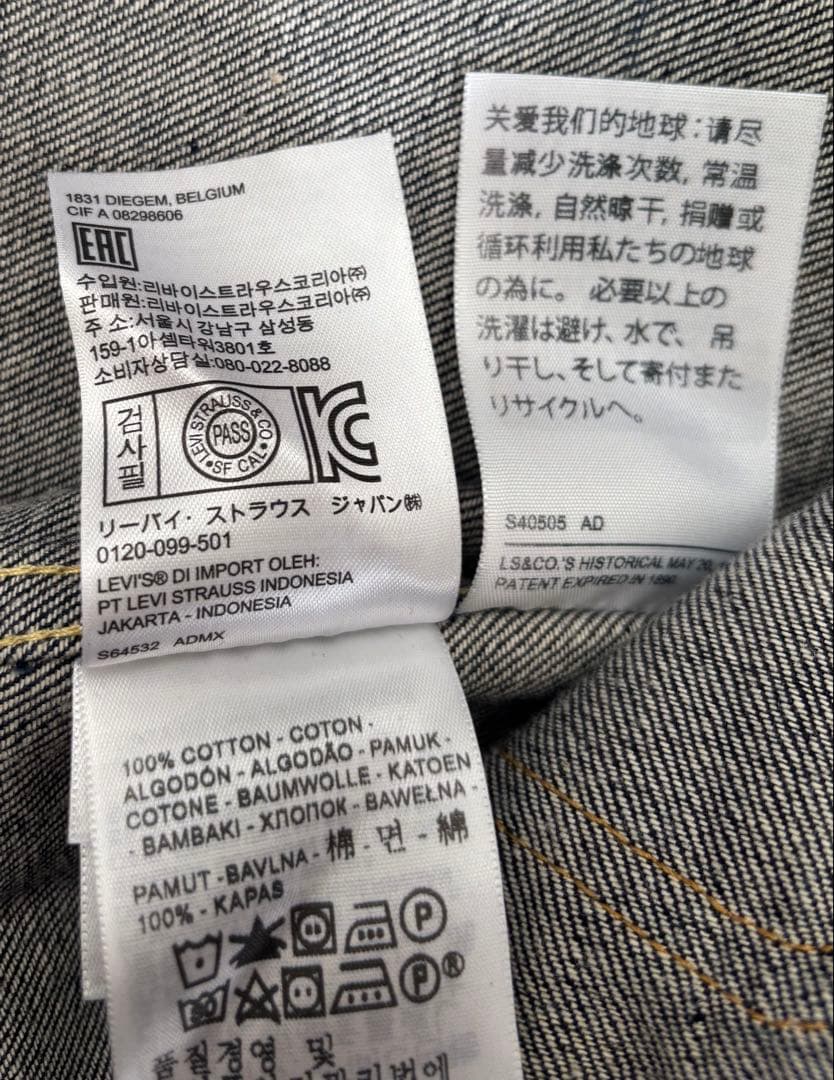 1831 DIEGEM, BELGIUM
CIF A 08298606
EAC
수입원:리바이스트라우스코리아㈜
판매원:리바이스트라우스코리아㈜
주 소:서울시 강남구 삼성동
159-1아셈타워3801호
소비자상담실:080-022-8088
검사필
LEVI STRAUSS & CO.
PASS
SF CAL
リーバイ・ストラウス ジャパン㈱
0120-099-501
LEVI'S® DI IMPORT OLEH:
PT LEVI STRAUSS INDONESIA
JAKARTA - INDONESIA
S64532 ADMX
关爱我们的地球:请尽
量减少洗涤次数, 常温
洗涤, 自然晾干, 捐赠或
循环利用私たちの地球
の為に。 必要以上の
洗濯は避け、水で、 吊
り干し、そして寄付また
リサイクルへ。
S40505 AD
LS&CO.'S HISTORICAL MAY 20,
PATENT EXPIRED IN 1890.
100% COTTON - COTON -
ALGODÓN - ALGODÃO - PAMUK -
COTONE - BAUMWOLLE - KATOEN
- BAMBAKI - ХЛОПОК - BAWEŁNA -
PAMUT - BAVLNA - 棉 - 면 - 綿
100% - KAPAS
P
P®
품질경영 및